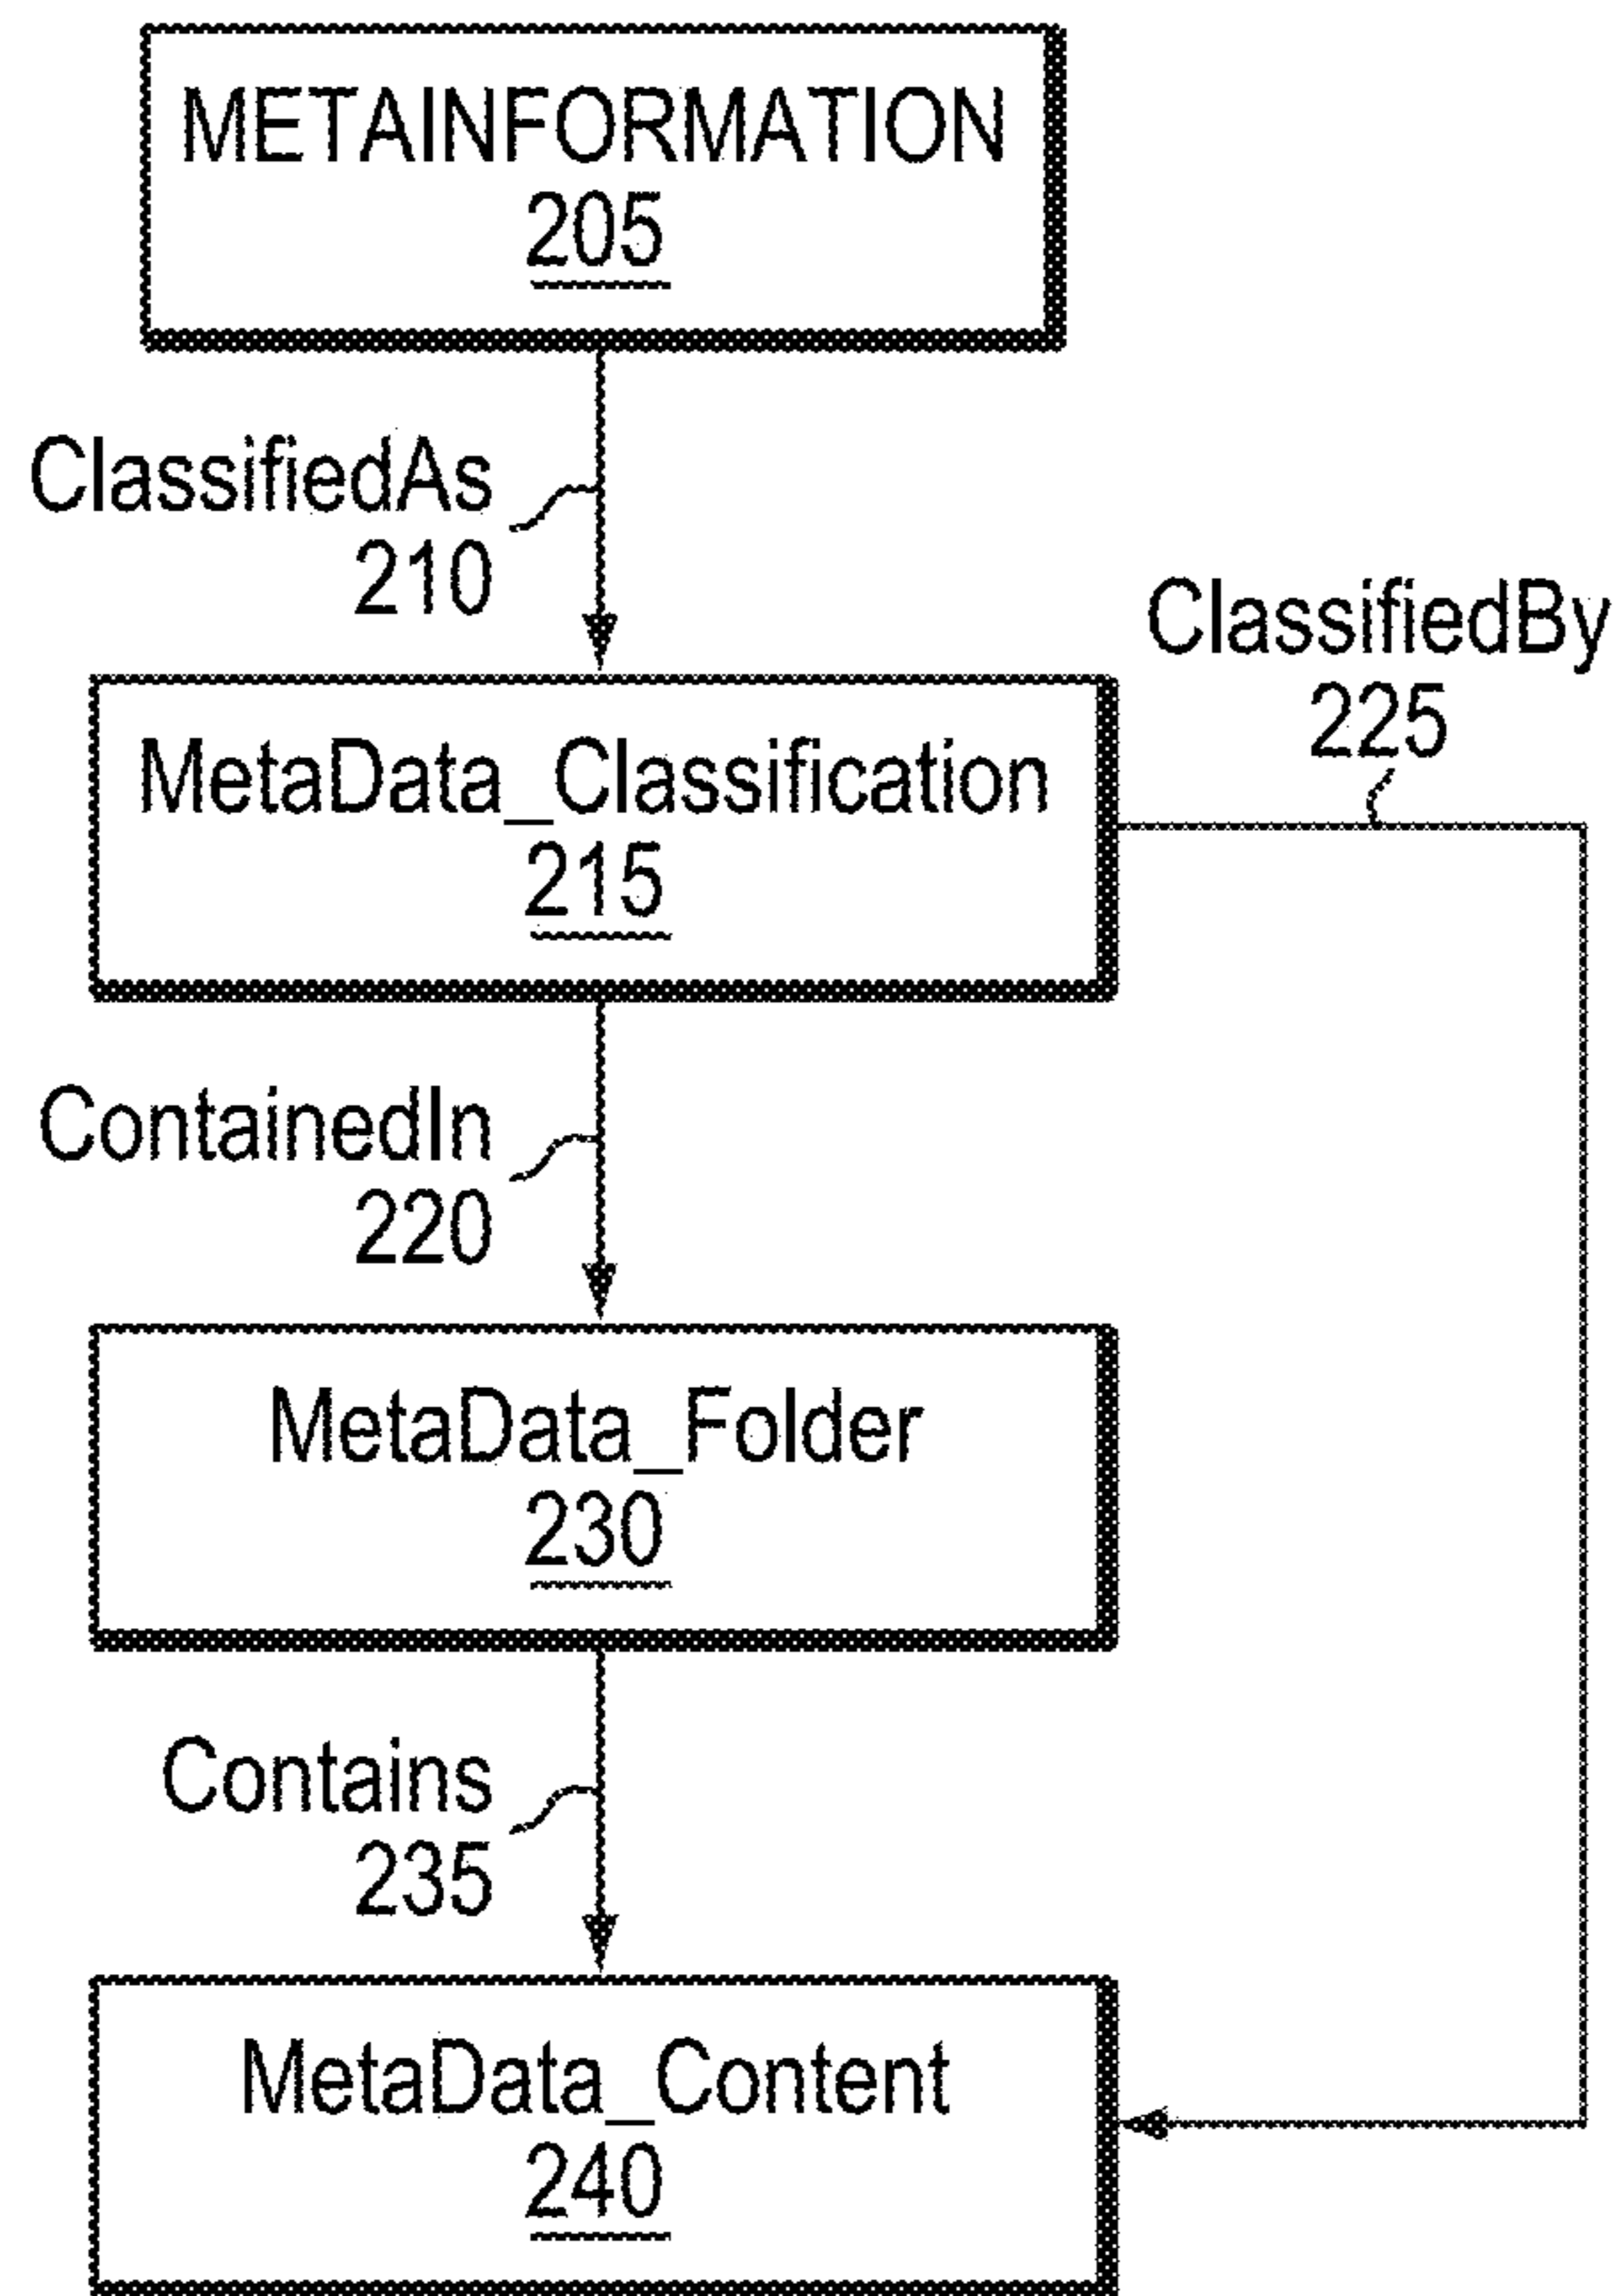 METAINFORMATION
205
ClassifiedAs
210
ClassifiedBy
225
MetaData_Classification
215
ContainedIn
220
MetaData_Folder
230
Contains
235
MetaData_Content
240